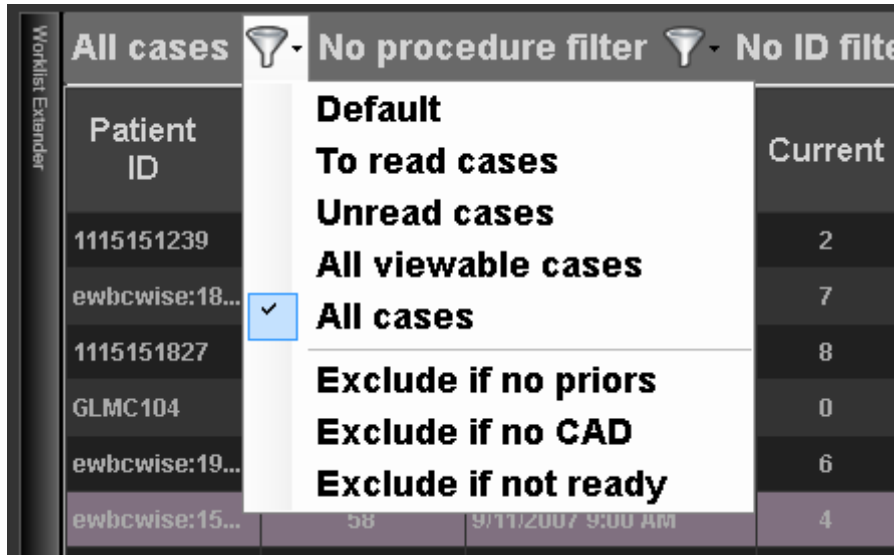 Worklist Extender
All cases No procedure filter No ID filte
Patient
ID
Current
Default
To read cases
Unread cases
All viewable cases
All cases
Exclude if no priors
Exclude if no CAD
Exclude if not ready
1115151239 2
ewbcwise:18... 7
1115151827 8
GLMC104 0
ewbcwise:19... 6
ewbcwise:15... 58 9/11/2007 9:00 AM 4